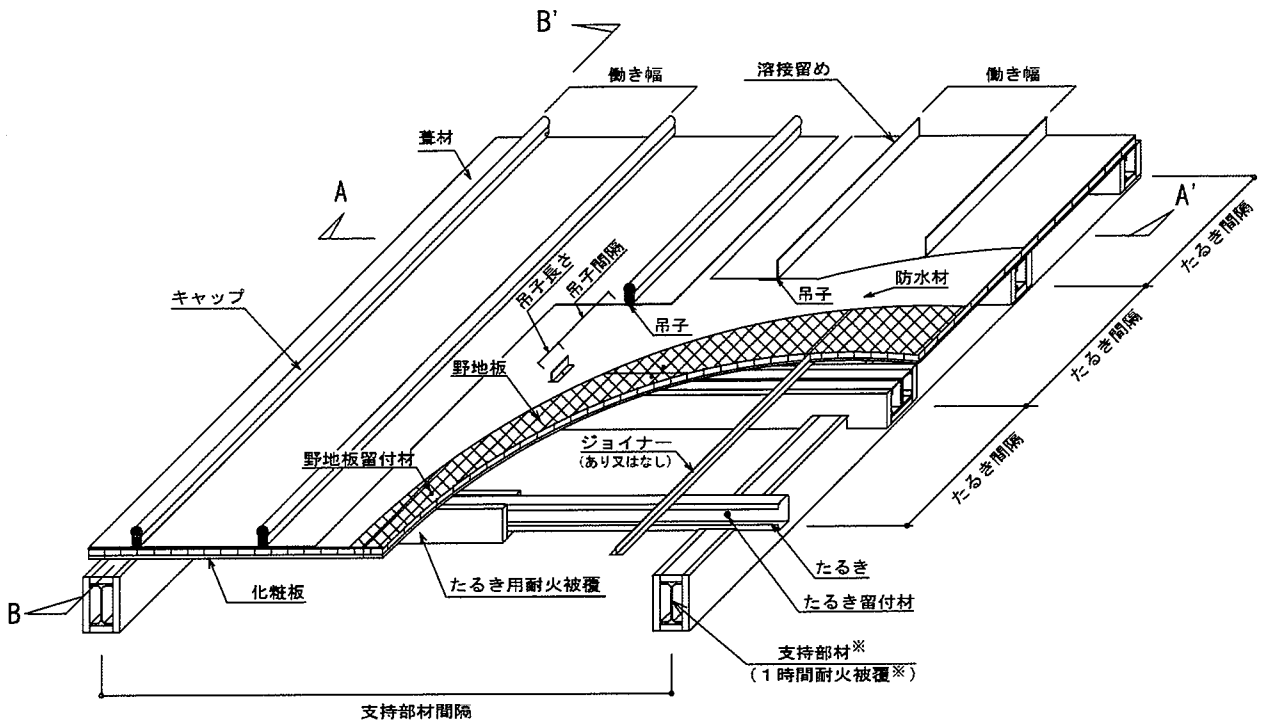 B'
働き幅
溶接留め
働き幅
葺材
A
A'
たるき間隔
吊子長さ
吊子間隔
防水材
吊子
キャップ
吊子
たるき間隔
野地板
ジョイナー
(あり又はなし)
野地板留付材
たるき間隔
たるき
たるき用耐火被覆
化粧板
たるき留付材
B
支持部材※
(1時間耐火被覆※)
支持部材間隔